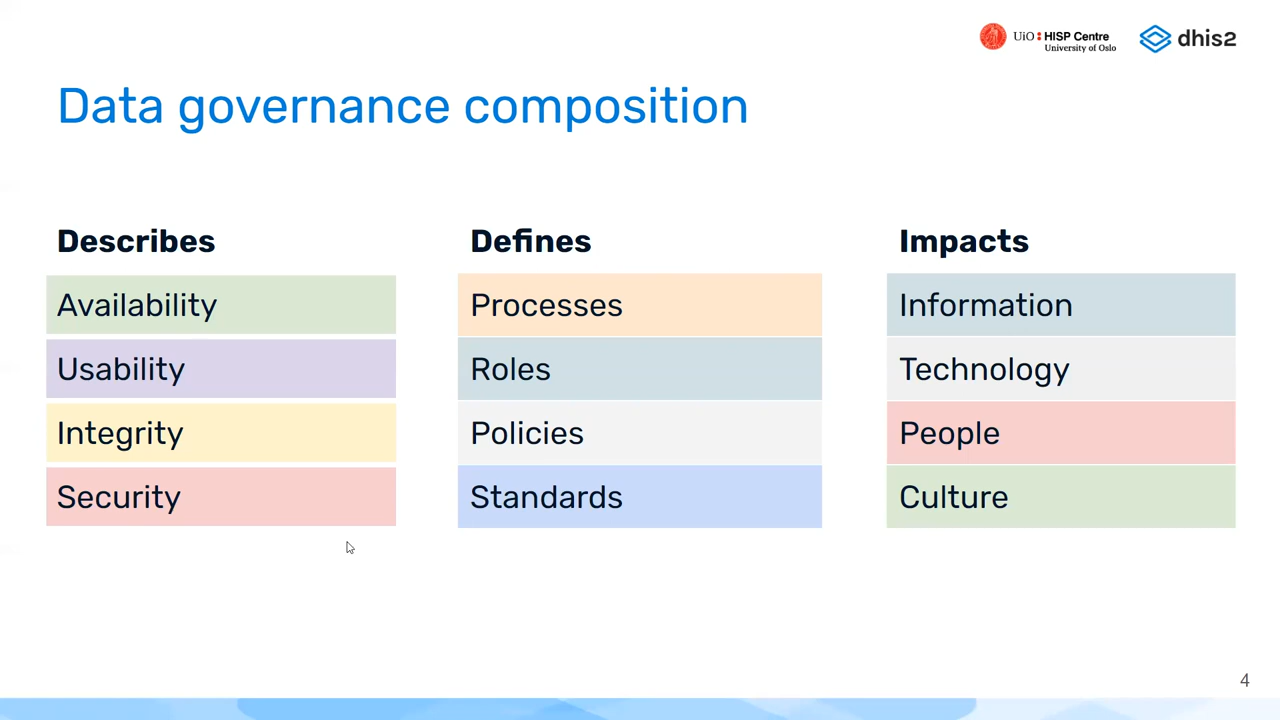 UiO HISP Centre
University of Oslo
dhis2
Data governance composition
Describes
Availability
Usability
Integrity
Security
Defines
Processes
Roles
Policies
Standards
Impacts
Information
Technology
People
Culture
4